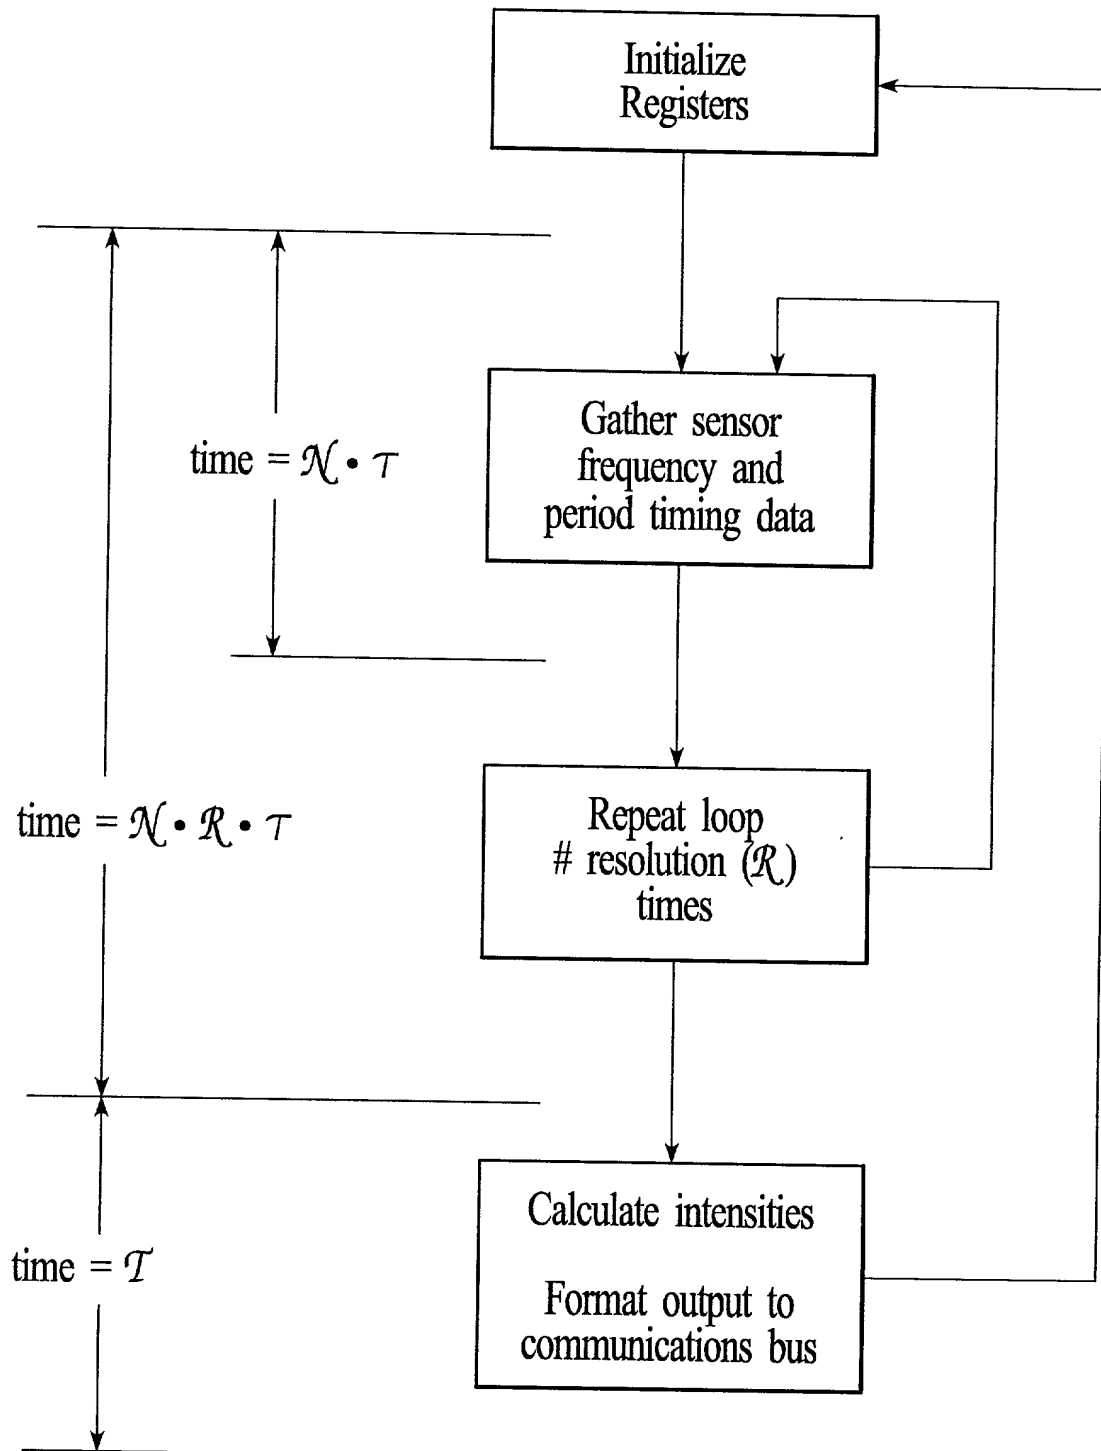 Initialize
Registers
Gather sensor
frequency and
period timing data
time = 𝒩 • τ
Repeat loop
# resolution (ℛ)
times
time = 𝒩 • ℛ • τ
Calculate intensities
Format output to
communications bus
time = 𝒯